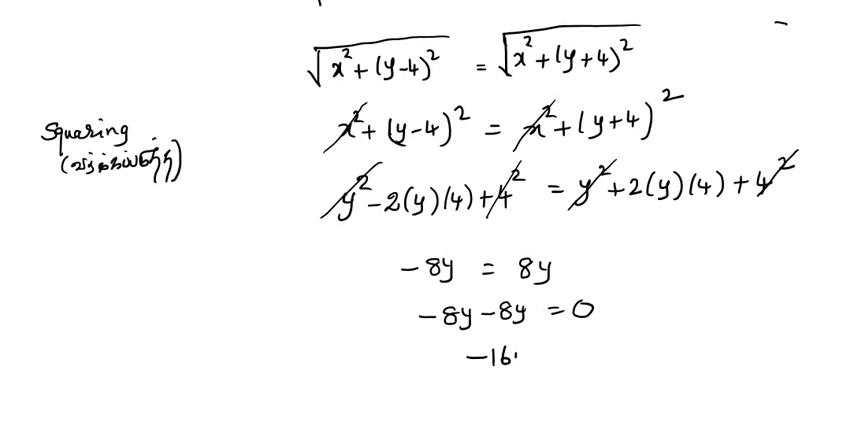 √(x²+(y-4)²) = √(x²+(y+4)²)
Squaring
x²+(y-4)² = x²+(y+4)²
y²-2(y)(4)+4² = y²+2(y)(4)+4²
-8y = 8y
-8y-8y = 0
-16